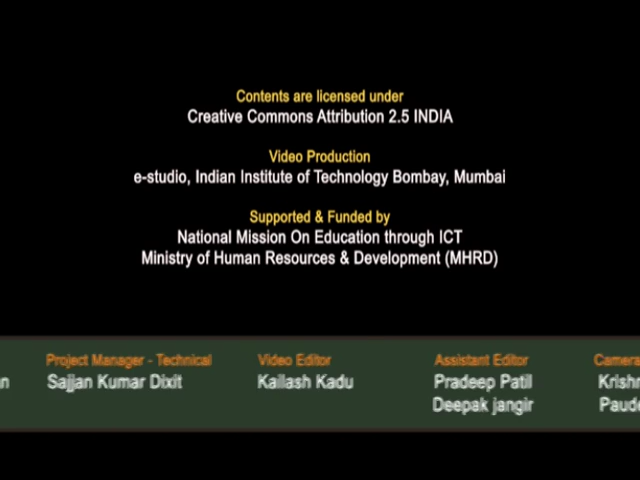 Contents are licensed under
Creative Commons Attribution 2.5 INDIA
Video Production
e-studio, Indian Institute of Technology Bombay, Mumbai
Supported & Funded by
National Mission On Education through ICT
Ministry of Human Resources & Development (MHRD)
Project Manager - Technical
Sajjan Kumar Dixit
Video Editor
Kailash Kadu
Assistant Editor
Pradeep Patil
Deepak jangir
Camera